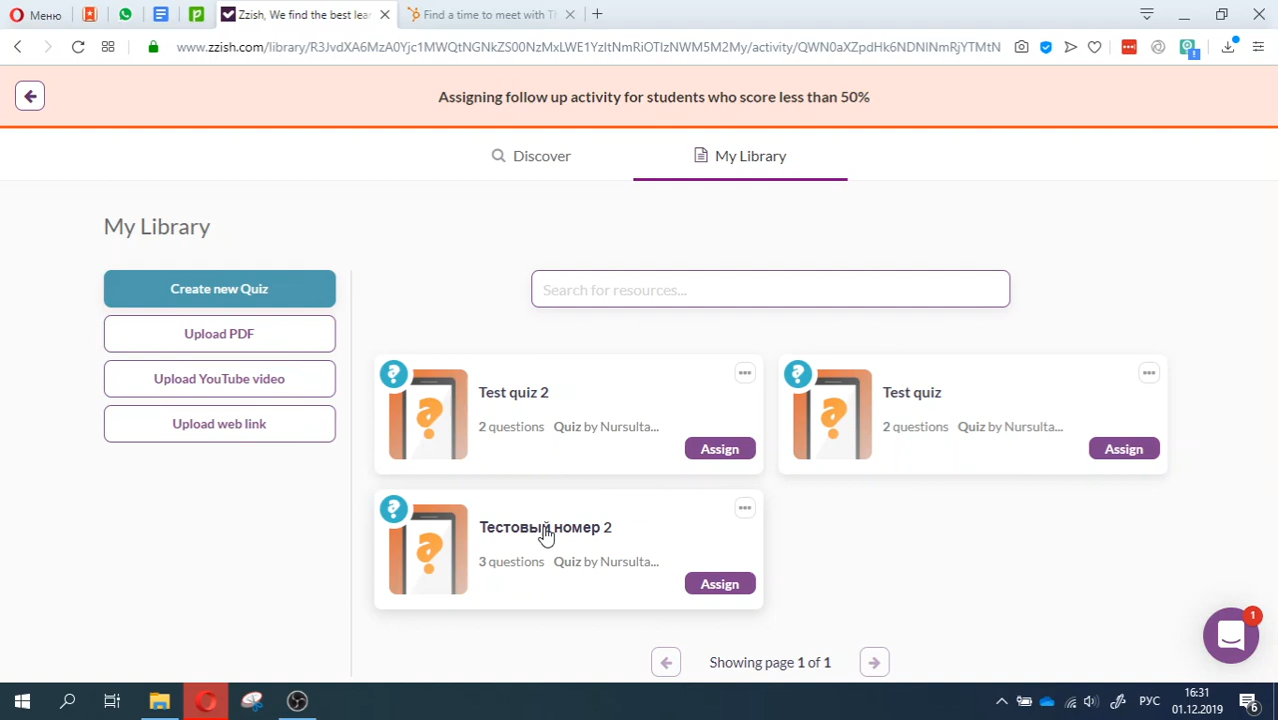 Меню
Zzish, We find the best lea
Find a time to meet with Ti
www.zzish.com/library/R3JvdXA6MzA0Yjc1MWQtNGNkZS00NzMxLWE1YzItNmRiOTIzNWM5M2My/activity/QWN0aXZpdHk6NDNlNmRjYTMtN
Assigning follow up activity for students who score less than 50%
Discover
My Library
My Library
Create new Quiz
Upload PDF
Upload YouTube video
Upload web link
Search for resources...
Test quiz 2
2 questions Quiz by Nursulta...
Assign
Test quiz
2 questions Quiz by Nursulta...
Assign
Тестовый номер 2
3 questions Quiz by Nursulta...
Assign
Showing page 1 of 1
1
РУС
16:31
01.12.2019
6